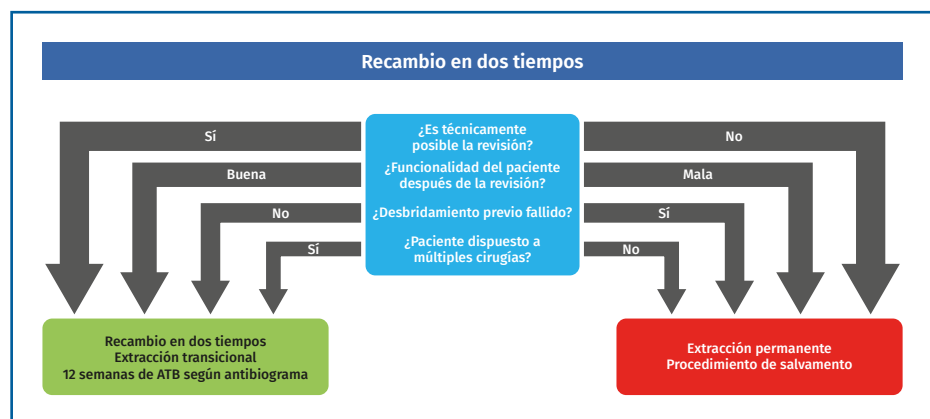 Recambio en dos tiempos
Sí
¿Es técnicamente
posible la revisión?
No
Buena
¿Funcionalidad del paciente
después de la revisión?
Mala
No
¿Desbridamiento previo fallido?
Sí
Sí
¿Paciente dispuesto a
múltiples cirugías?
No
Recambio en dos tiempos
Extracción transicional
12 semanas de ATB según antibiograma
Extracción permanente
Procedimiento de salvamento